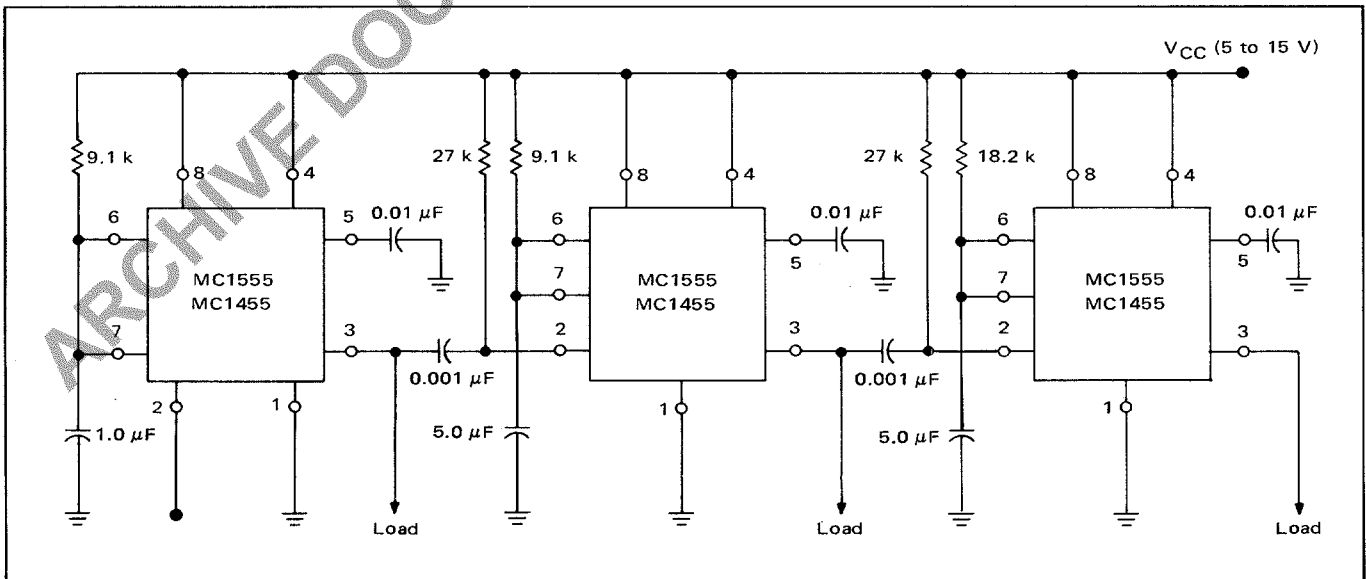 ARCHIVE DOC
V_CC (5 to 15 V)
9.1 k
8
4
6
5
0.01 μF
MC1555
MC1455
7
3
2
1
1.0 μF
0.001 μF
Load
27 k
9.1 k
8
4
6
7
2
5
0.01 μF
MC1555
MC1455
3
1
5.0 μF
0.001 μF
Load
27 k
18.2 k
8
4
6
7
2
5
0.01 μF
MC1555
MC1455
3
1
5.0 μF
Load